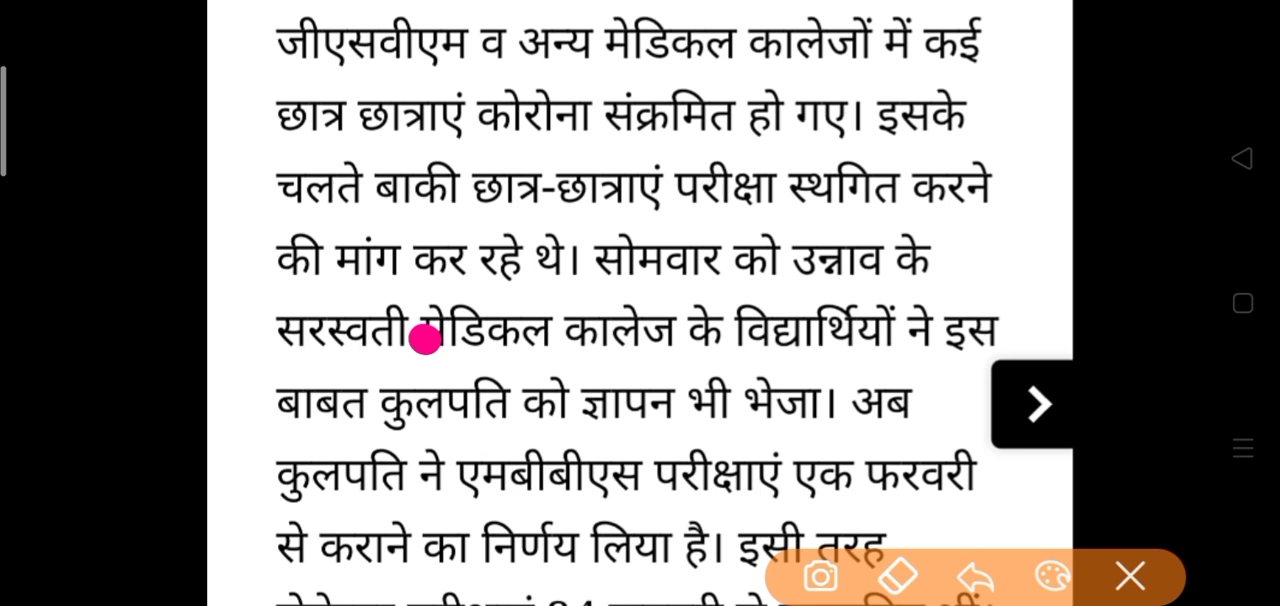 जीएसवीएम व अन्य मेडिकल कालेजों में कई
छात्र छात्राएं कोरोना संक्रमित हो गए। इसके
चलते बाकी छात्र-छात्राएं परीक्षा स्थगित करने
की मांग कर रहे थे। सोमवार को उन्नाव के
सरस्वती मेडिकल कालेज के विद्यार्थियों ने इस
बाबत कुलपति को ज्ञापन भी भेजा। अब
कुलपति ने एमबीबीएस परीक्षाएं एक फरवरी
से कराने का निर्णय लिया है। इसी तरह